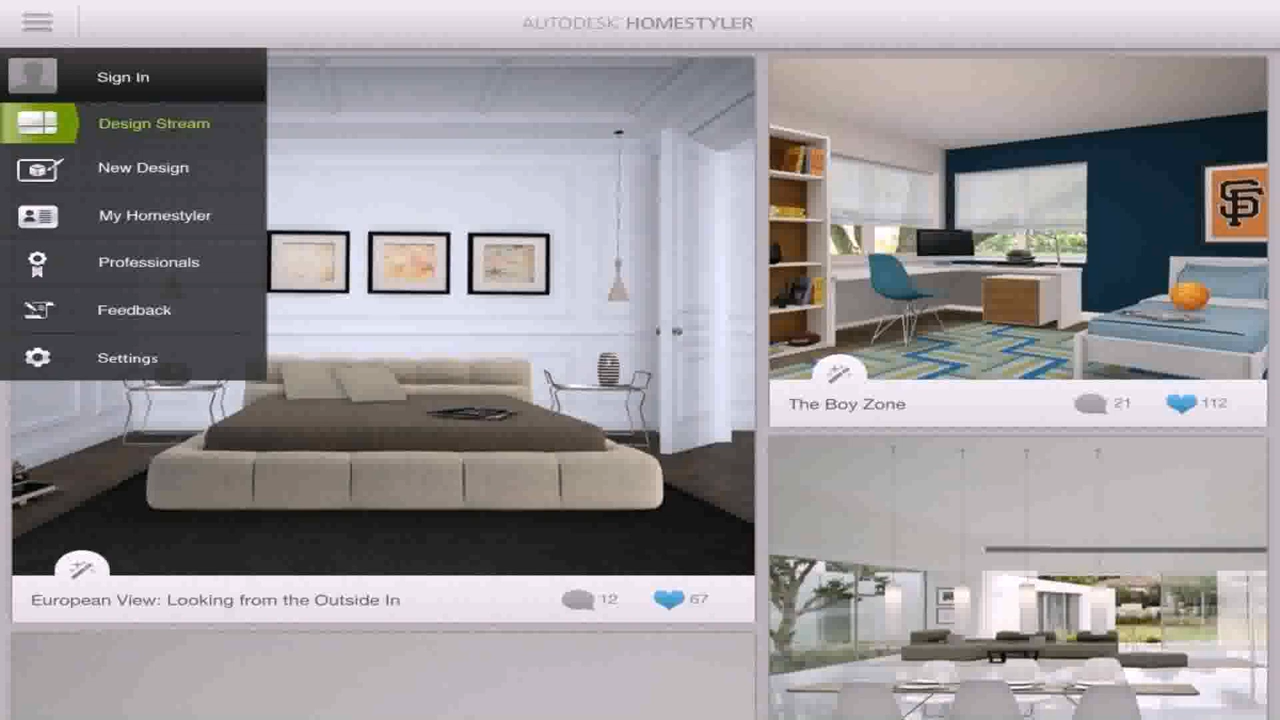 AUTODESK HOMESTYLER
Sign In
Design Stream
New Design
My Homestyler
Professionals
Feedback
Settings
SF
The Boy Zone
21
112
European View: Looking from the Outside In
12
67